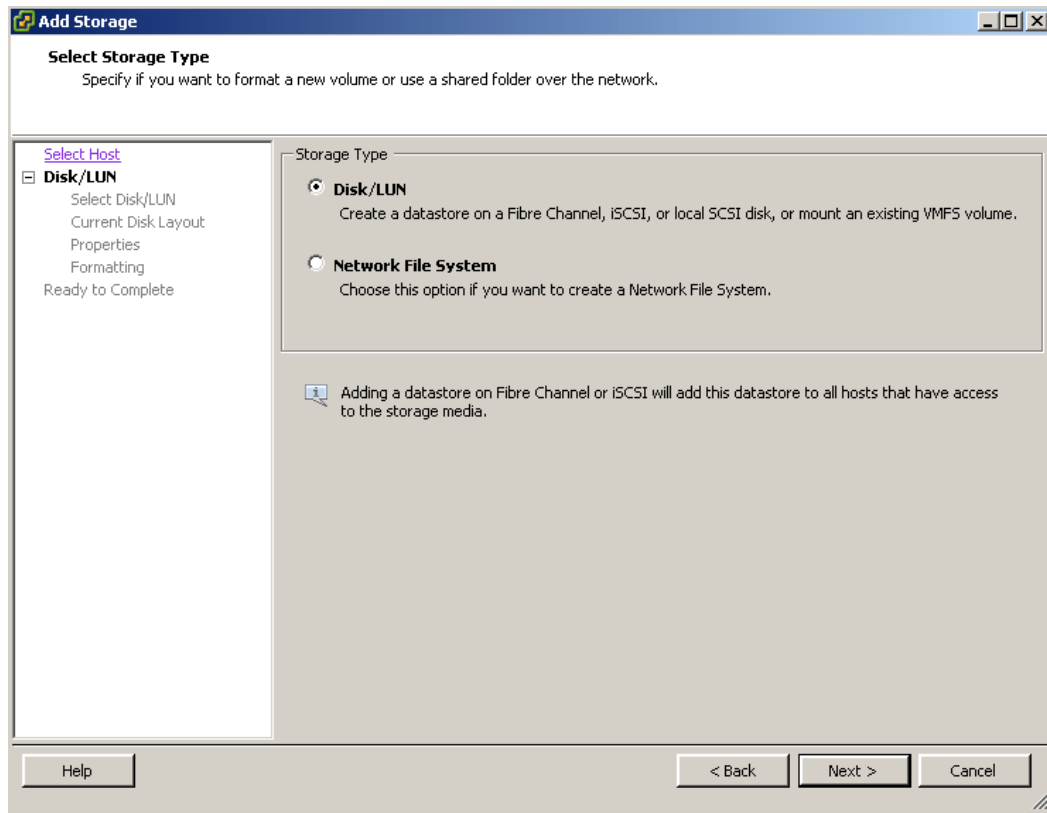 Add Storage
Select Storage Type
Specify if you want to format a new volume or use a shared folder over the network.
Select Host
Disk/LUN
Select Disk/LUN
Current Disk Layout
Properties
Formatting
Ready to Complete
Storage Type
Disk/LUN
Create a datastore on a Fibre Channel, iSCSI, or local SCSI disk, or mount an existing VMFS volume.
Network File System
Choose this option if you want to create a Network File System.
Adding a datastore on Fibre Channel or iSCSI will add this datastore to all hosts that have access
to the storage media.
Help
< Back
Next >
Cancel